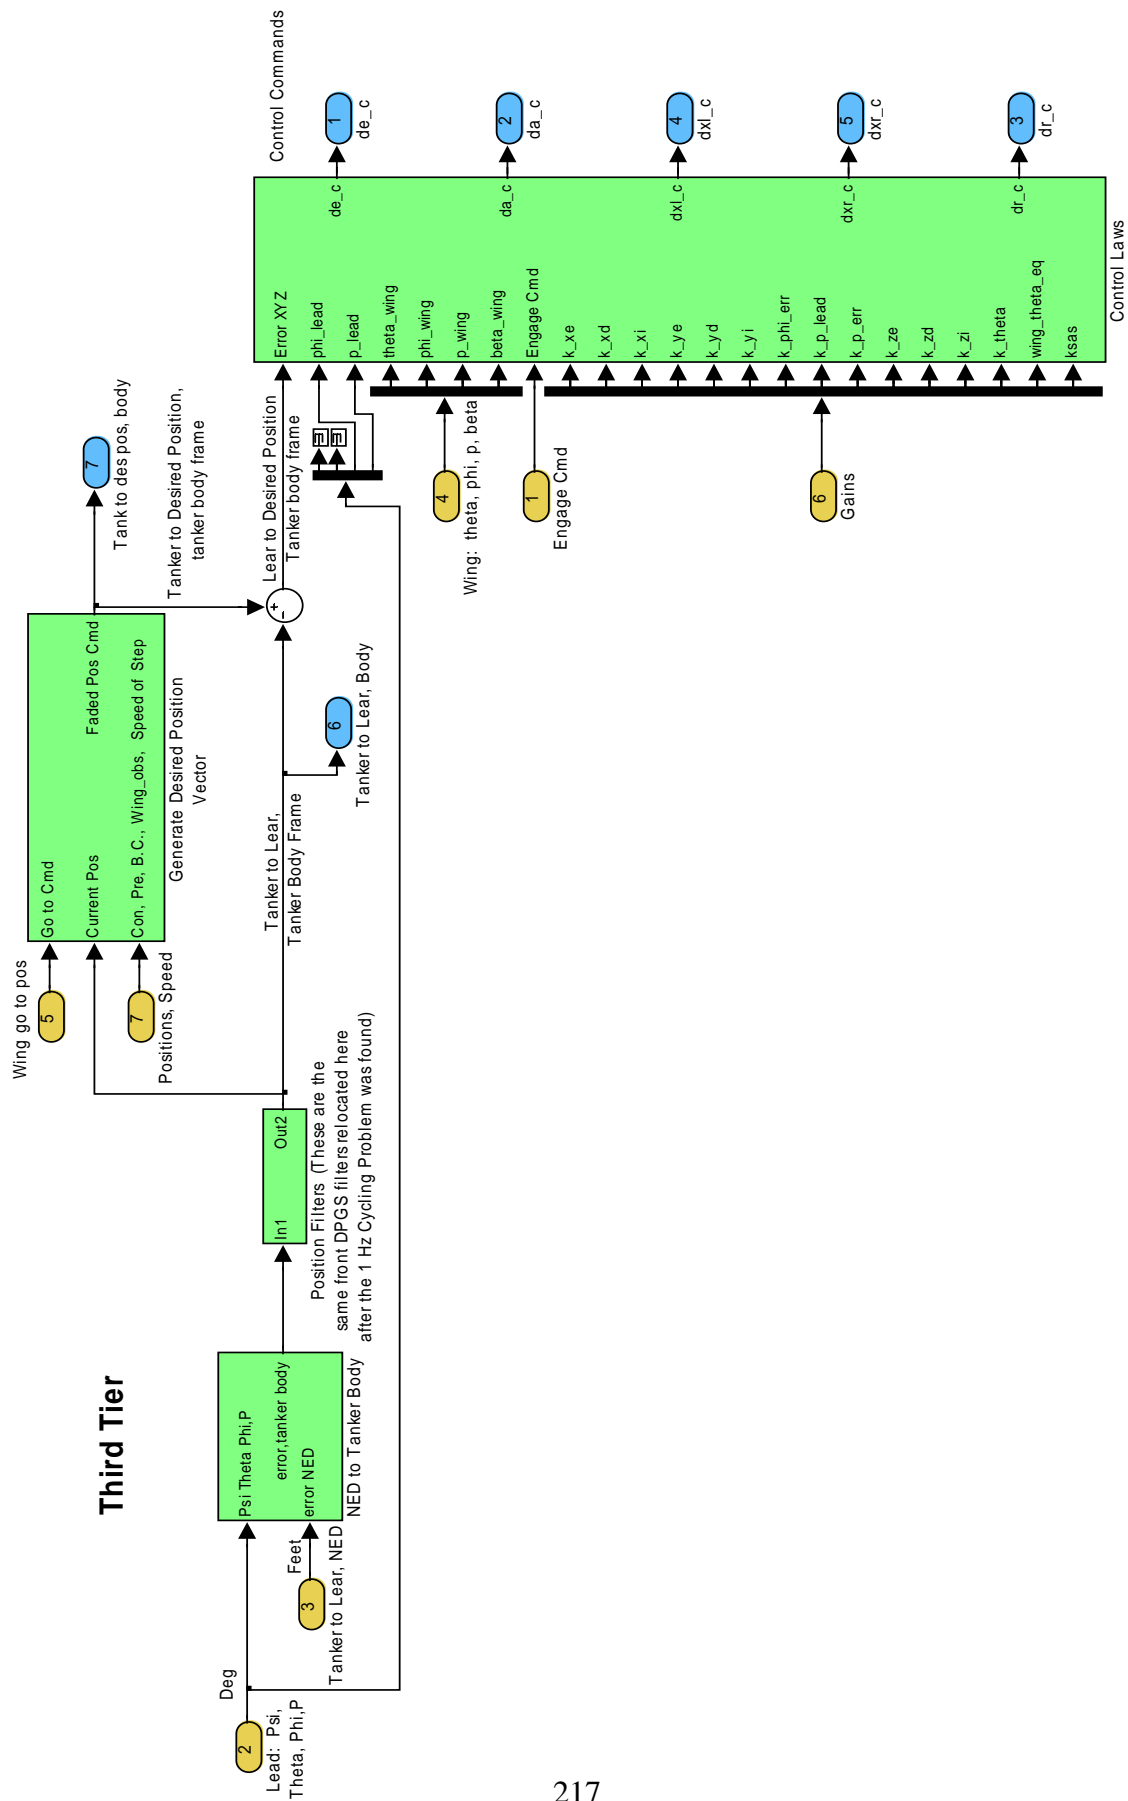 Third Tier
2
Lead: Psi,
Theta, Phi,P
Deg
3
Feet
Tanker to Lear, NED
Psi Theta Phi,P
error,tanker body
error NED
NED to Tanker Body
In1
Out2
Position Filters (These are the
same front DPGS filters relocated here
after the 1 Hz Cycling Problem was found)
Wing go to pos
5
7
Positions, Speed
Go to Cmd
Current Pos
Con, Pre, B.C., Wing_obs, Speed of Step
Faded Pos Cmd
Generate Desired Position
Vector
Tanker to Lear,
Tanker Body Frame
6
Tanker to Lear, Body
7
Tank to des pos, body
Tanker to Desired Position,
tanker body frame
+
−
Lear to Desired Position
Tanker body frame
4
Wing: theta, phi, p, beta
1
Engage Cmd
6
Gains
Error XYZ
phi_lead
p_lead
theta_wing
phi_wing
p_wing
beta_wing
Engage Cmd
k_xe
k_xd
k_xi
k_ye
k_yd
k_yi
k_phi_err
k_p_lead
k_p_err
k_ze
k_zd
k_zi
k_theta
wing_theta_eq
ksas
de_c
da_c
dxl_c
dxr_c
dr_c
Control Laws
Control Commands
1
de_c
2
da_c
4
dxl_c
5
dxr_c
3
dr_c
217